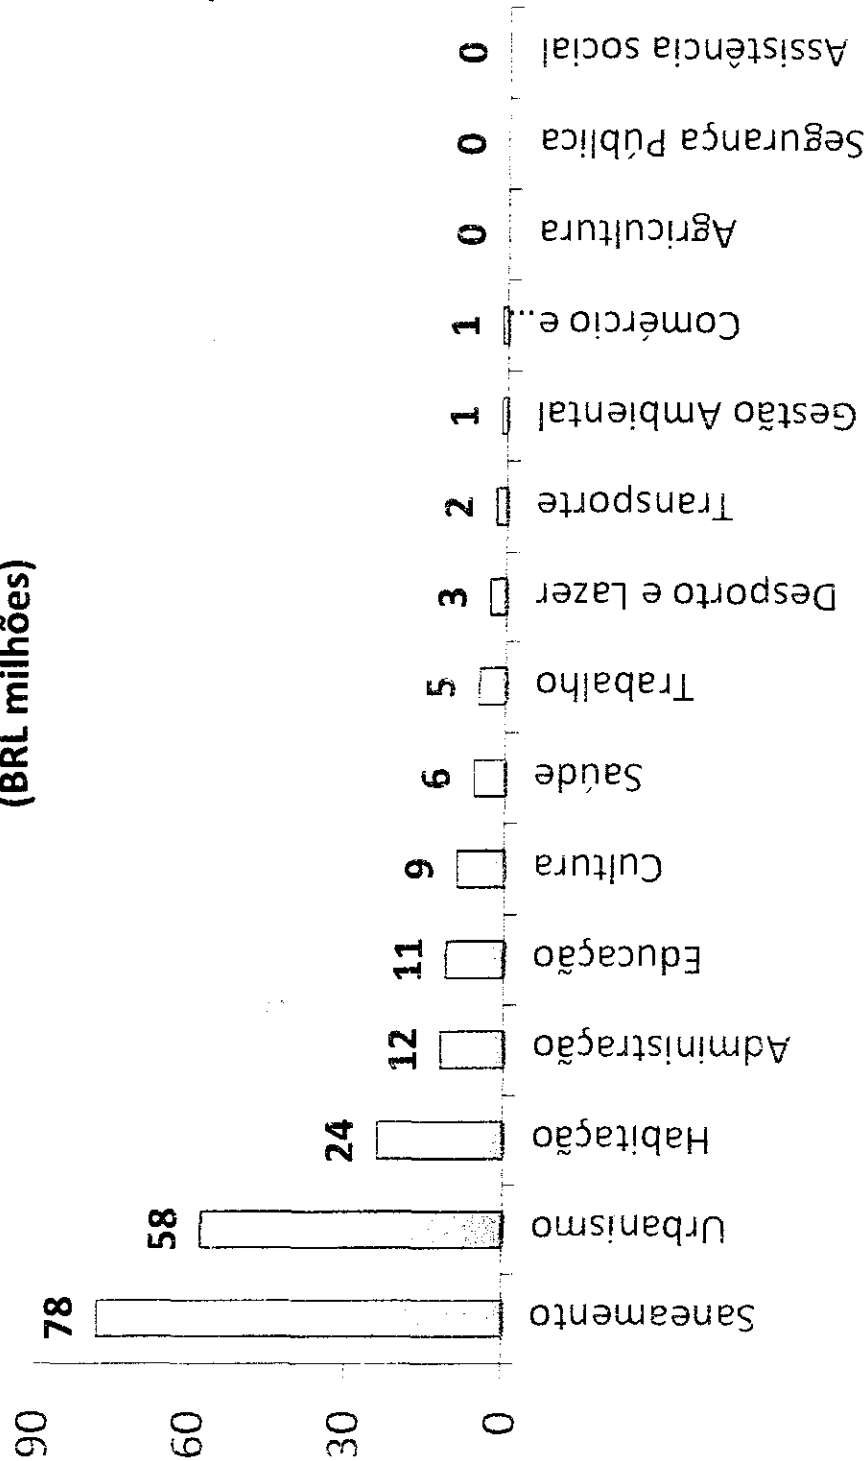 (BRL milhões)
90
60
30
0
78
58
24
12
11
9
6
5
3
2
1
1
0
0
0
Saneamento
Urbanismo
Habitação
Administração
Educação
Cultura
Saúde
Trabalho
Desporto e Lazer
Transporte
Gestão Ambiental
Comércio e...
Agricultura
Segurança Pública
Assistência social